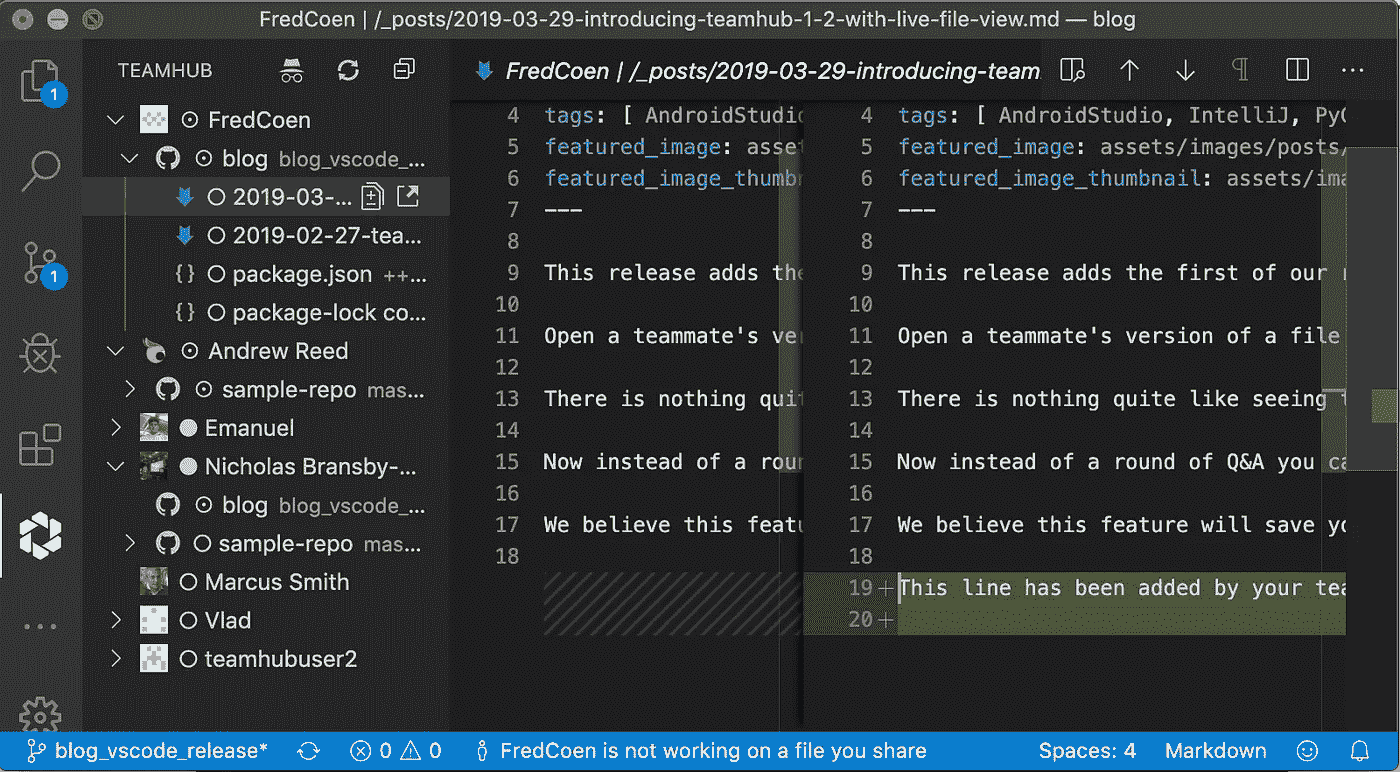 FredCoen | /_posts/2019-03-29-introducing-teamhub-1-2-with-live-file-view.md — blog
1
1
TEAMHUB
FredCoen
blog blog_vscode_...
2019-03-...
2019-02-27-tea...
{} package.json ++...
{} package-lock co...
Andrew Reed
sample-repo mas...
Emanuel
Nicholas Bransby-...
blog blog_vscode_...
sample-repo mas...
Marcus Smith
Vlad
teamhubuser2
FredCoen | /_posts/2019-03-29-introducing-team
4 tags: [ AndroidStudio
5 featured_image: asset
6 featured_image_thumb
7 ---
8
9 This release adds the
10
11 Open a teammate's ve
12
13 There is nothing qui
14
15 Now instead of a rour
16
17 We believe this featu
18
4 tags: [ AndroidStudio, IntelliJ, PyC
5 featured_image: assets/images/posts/
6 featured_image_thumbnail: assets/ima
7 ---
8
9 This release adds the first of our
10
11 Open a teammate's version of a file
12
13 There is nothing quite like seeing
14
15 Now instead of a round of Q&A you ca
16
17 We believe this feature will save yo
18
19+ This line has been added by your tea
20+
blog_vscode_release* 0 0 FredCoen is not working on a file you share Spaces: 4 Markdown